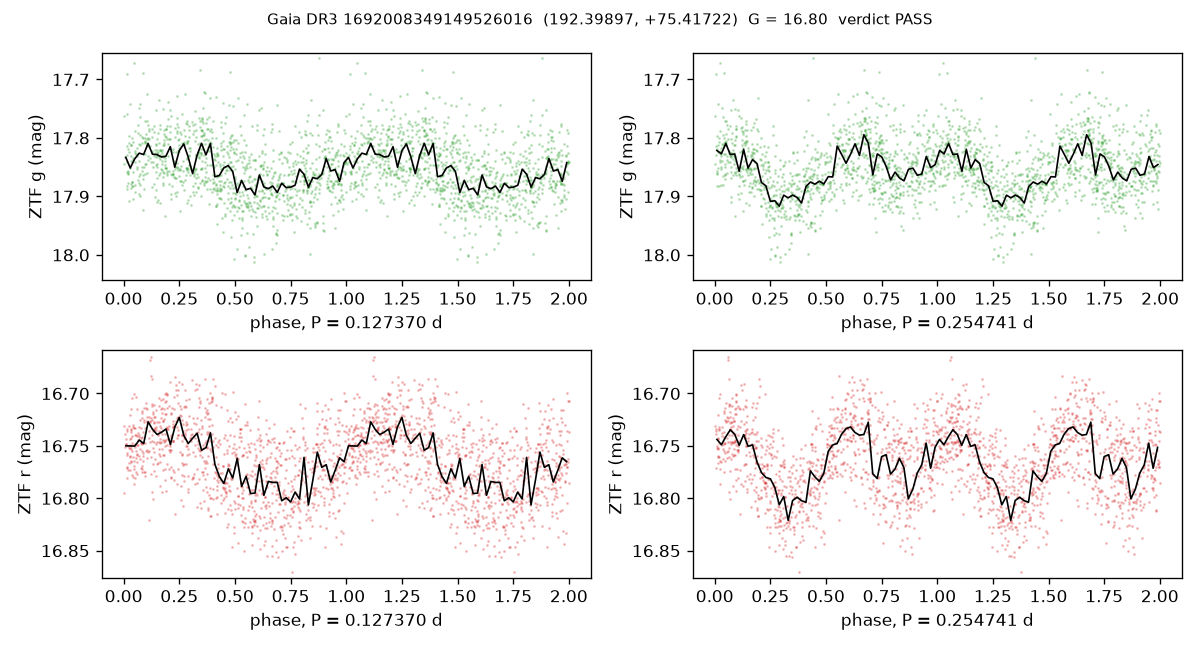 Gaia DR3 1692008349149526016 (192.39897, +75.41722) G = 16.80 verdict PASS
17.7
17.8
17.9
18.0
ZTF g (mag)
0.00 0.25 0.50 0.75 1.00 1.25 1.50 1.75 2.00
phase, P = 0.127370 d
17.7
17.8
17.9
18.0
ZTF g (mag)
0.00 0.25 0.50 0.75 1.00 1.25 1.50 1.75 2.00
phase, P = 0.254741 d
16.70
16.75
16.80
16.85
ZTF r (mag)
0.00 0.25 0.50 0.75 1.00 1.25 1.50 1.75 2.00
phase, P = 0.127370 d
16.70
16.75
16.80
16.85
ZTF r (mag)
0.00 0.25 0.50 0.75 1.00 1.25 1.50 1.75 2.00
phase, P = 0.254741 d